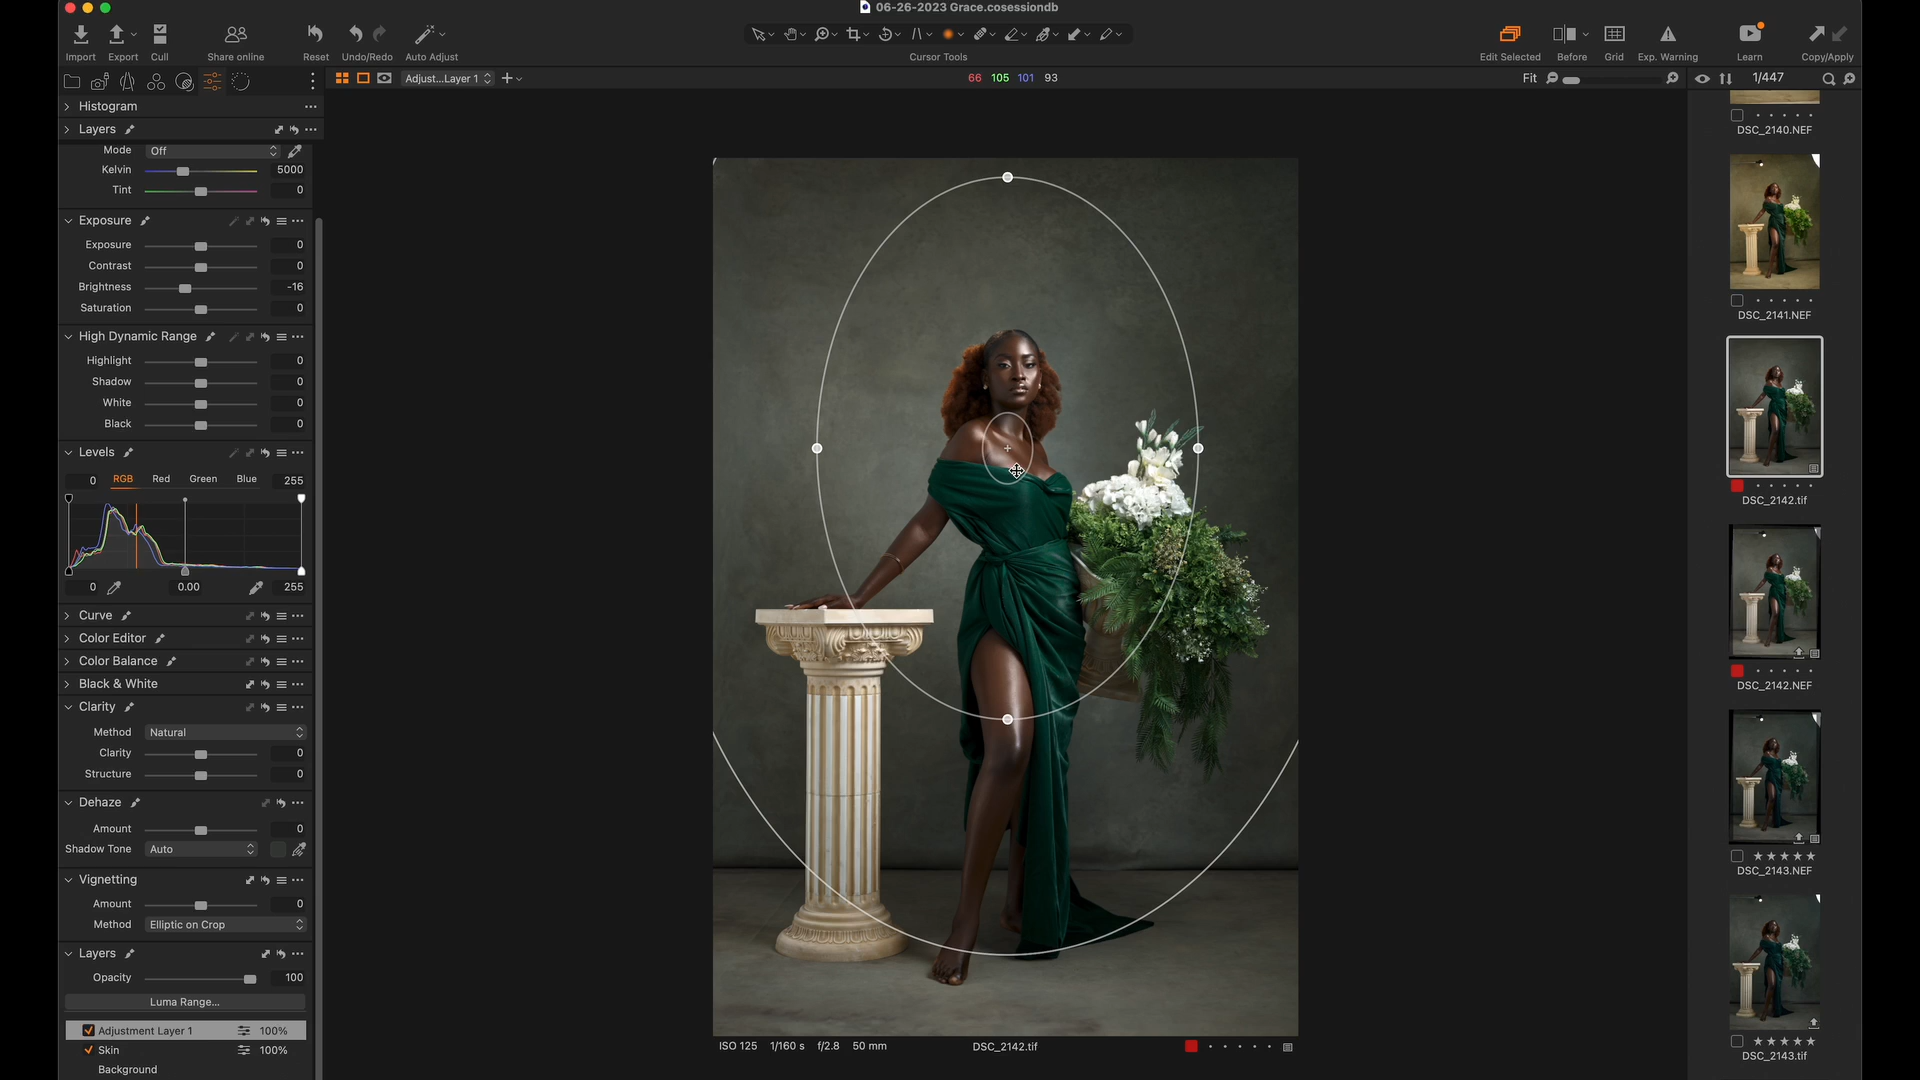 06-26-2023 Grace.cosessiondb
Import
Export
Cull
Share online
Reset
Undo/Redo
Auto Adjust
Cursor Tools
Edit Selected
Before
Grid
Exp. Warning
Learn
Copy/Apply
Adjust...Layer 1
66 105 101 93
Fit
1/447
Histogram
Layers
Mode Off
Kelvin 5000
Tint 0
Exposure
Exposure 0
Contrast 0
Brightness -16
Saturation 0
High Dynamic Range
Highlight 0
Shadow 0
White 0
Black 0
Levels
0 RGB Red Green Blue 255
0 0.00 255
Curve
Color Editor
Color Balance
Black & White
Clarity
Method Natural
Clarity 0
Structure 0
Dehaze
Amount 0
Shadow Tone Auto
Vignetting
Amount 0
Method Elliptic on Crop
Layers
Opacity 100
Luma Range...
Adjustment Layer 1 100%
Skin 100%
Background
ISO 125 1/160 s f/2.8 50 mm
DSC_2142.tif
DSC_2140.NEF
DSC_2141.NEF
DSC_2142.tif
DSC_2142.NEF
DSC_2143.NEF
DSC_2143.tif